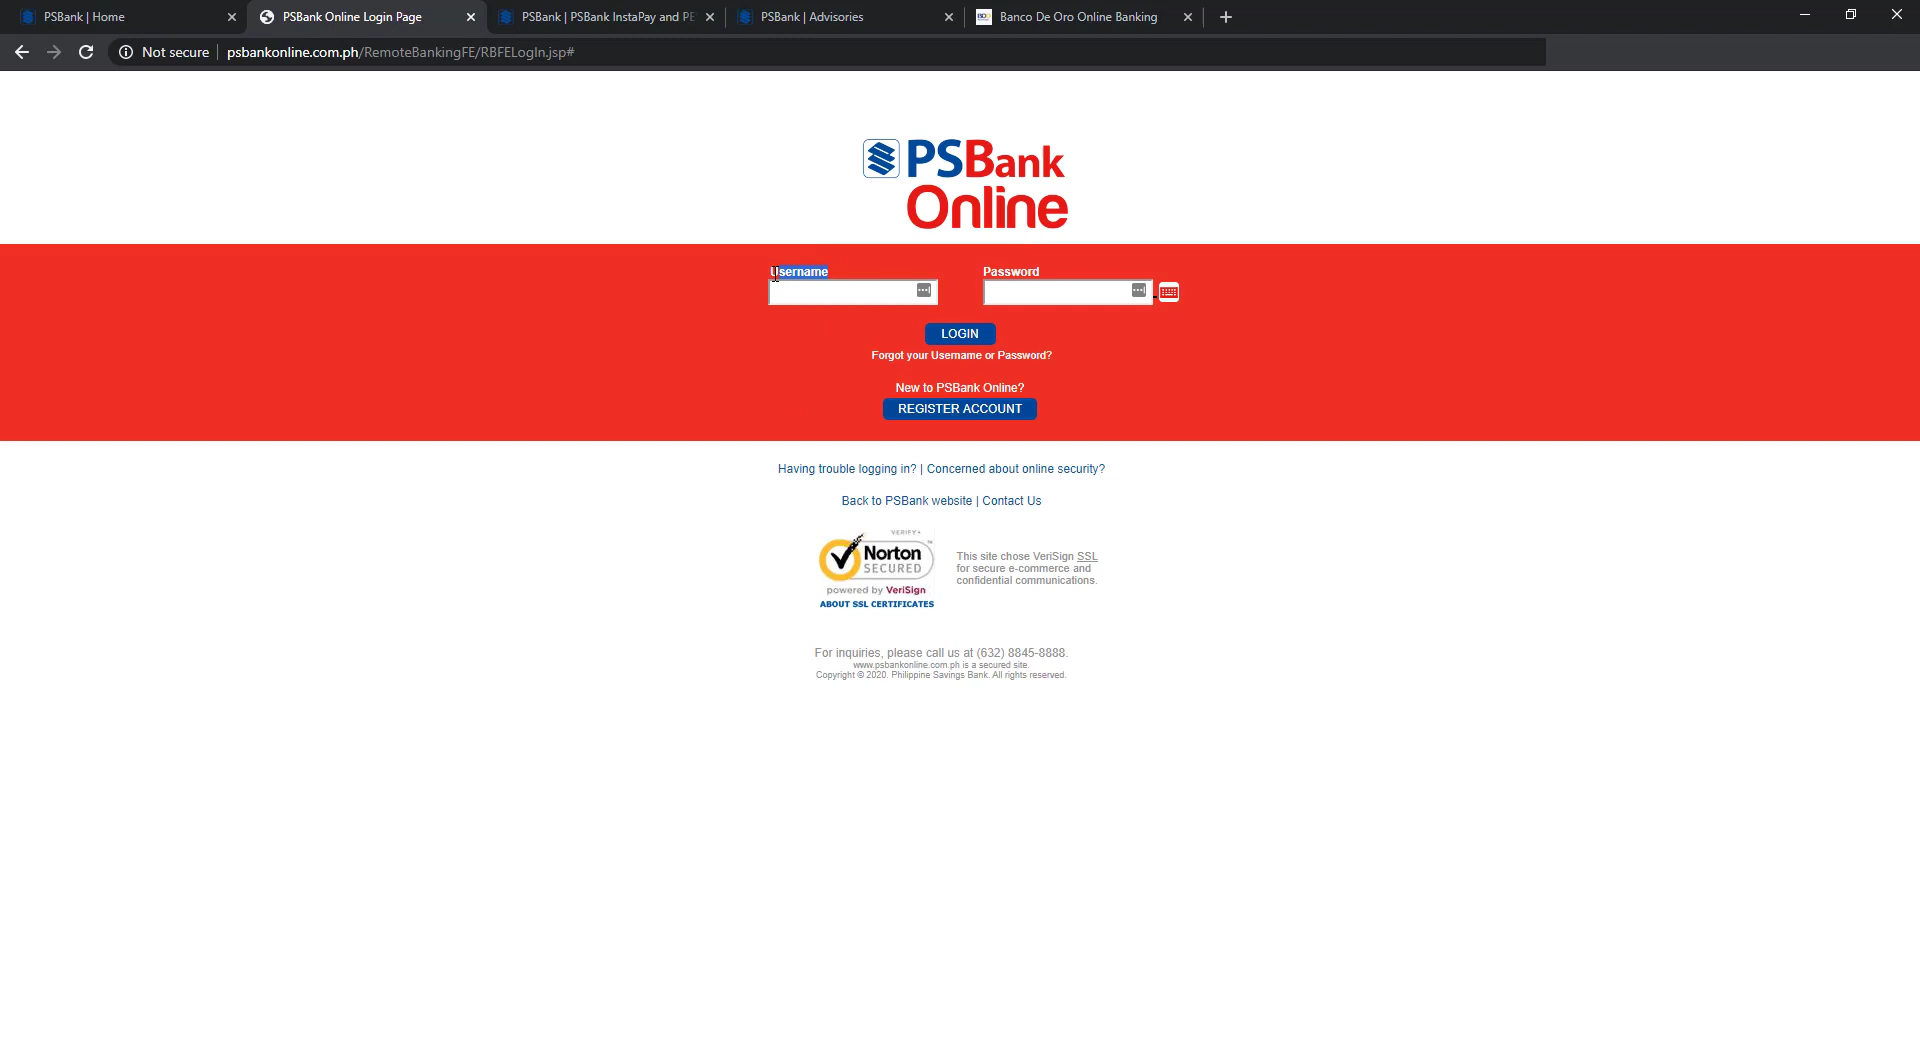 PSBank | Home
PSBank Online Login Page
PSBank | PSBank InstaPay and PE
PSBank | Advisories
Banco De Oro Online Banking
Not secure
psbankonline.com.ph/RemoteBankingFE/RBFELogIn.jsp#
PSBank
Online
Username
Password
LOGIN
Forgot your Username or Password?
New to PSBank Online?
REGISTER ACCOUNT
Having trouble logging in? | Concerned about online security?
Back to PSBank website | Contact Us
VERIFY▸
Norton
SECURED
™
powered by VeriSign
ABOUT SSL CERTIFICATES
This site chose VeriSign SSL
for secure e-commerce and
confidential communications.
For inquiries, please call us at (632) 8845-8888.
www.psbankonline.com.ph is a secured site.
Copyright © 2020. Philippine Savings Bank. All rights reserved.